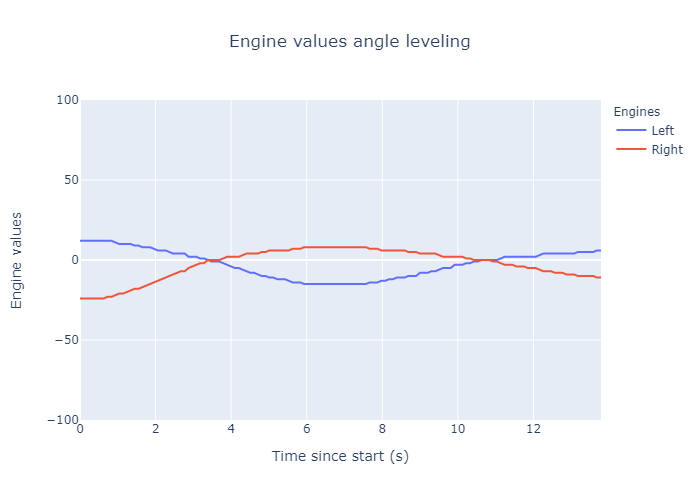 Engine values angle leveling
Engines
Left
Right
Engine values
100
50
0
−50
−100
0 2 4 6 8 10 12
Time since start (s)